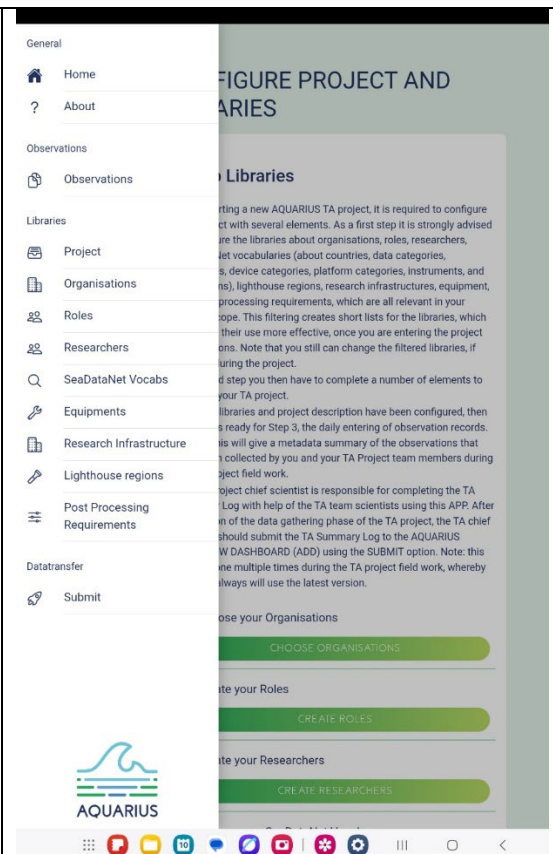 General
Home
? About
Observations
Observations
Libraries
Project
Organisations
Roles
Researchers
SeaDataNet Vocabs
Equipments
Research Infrastructure
Lighthouse regions
Post Processing
Requirements
Datatransfer
Submit
AQUARIUS
FIGURE PROJECT AND
ARIES
Libraries
rting a new AQUARIUS TA project, it is required to configure
ct with several elements. As a first step it is strongly advised
ure the libraries about organisations, roles, researchers,
Net vocabularies (about countries, data categories,
s, device categories, platform categories, instruments, and
ns), lighthouse regions, research infrastructures, equipment,
processing requirements, which are all relevant in your
cope. This filtering creates short lists for the libraries, which
their use more effective, once you are entering the project
ons. Note that you still can change the filtered libraries, if
during the project.
d step you then have to complete a number of elements to
your TA project.
libraries and project description have been configured, then
s ready for Step 3, the daily entering of observation records.
his will give a metadata summary of the observations that
n collected by you and your TA Project team members during
oject field work.
roject chief scientist is responsible for completing the TA
Log with help of the TA team scientists using this APP. After
on of the data gathering phase of the TA project, the TA chief
should submit the TA Summary Log to the AQUARIUS
W DASHBOARD (ADD) using the SUBMIT option. Note: this
one multiple times during the TA project field work, whereby
always will use the latest version.
ose your Organisations
CHOOSE ORGANISATIONS
ate your Roles
CREATE ROLES
ate your Researchers
CREATE RESEARCHERS
10